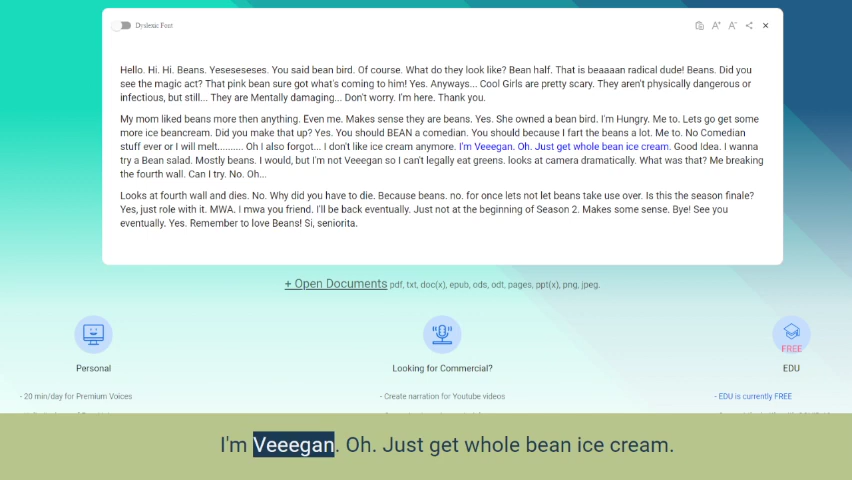 Dyslexic Font
A+ A-
Hello. Hi. Hi. Beans. Yeseseseses. You said bean bird. Of course. What do they look like? Bean half. That is beaaaan radical dude! Beans. Did you
see the magic act? That pink bean sure got what's coming to him! Yes. Anyways... Cool Girls are pretty scary. They aren't physically dangerous or
infectious, but still... They are Mentally damaging... Don't worry. I'm here. Thank you.
My mom liked beans more then anything. Even me. Makes sense they are beans. Yes. She owned a bean bird. I'm Hungry. Me to. Lets go get some
more ice beancream. Did you make that up? Yes. You should BEAN a comedian. You should because I fart the beans a lot. Me to. No Comedian
stuff ever or I will melt.......... Oh I also forgot... I don't like ice cream anymore. I'm Veeegan. Oh. Just get whole bean ice cream. Good Idea. I wanna
try a Bean salad. Mostly beans. I would, but I'm not Veeegan so I can't legally eat greens. looks at camera dramatically. What was that? Me breaking
the fourth wall. Can I try. No. Oh...
Looks at fourth wall and dies. No. Why did you have to die. Because beans. no. for once lets not let beans take use over. Is this the season finale?
Yes, just role with it. MWA. I mwa you friend. I'll be back eventually. Just not at the beginning of Season 2. Makes some sense. Bye! See you
eventually. Yes. Remember to love Beans! Si, seniorita.
+ Open Documents pdf, txt, doc(x), epub, ods, odt, pages, ppt(x), png, jpeg.
FREE
Personal Looking for Commercial? EDU
- 20 min/day for Premium Voices - Create narration for Youtube videos - EDU is currently FREE
I'm Veeegan. Oh. Just get whole bean ice cream.